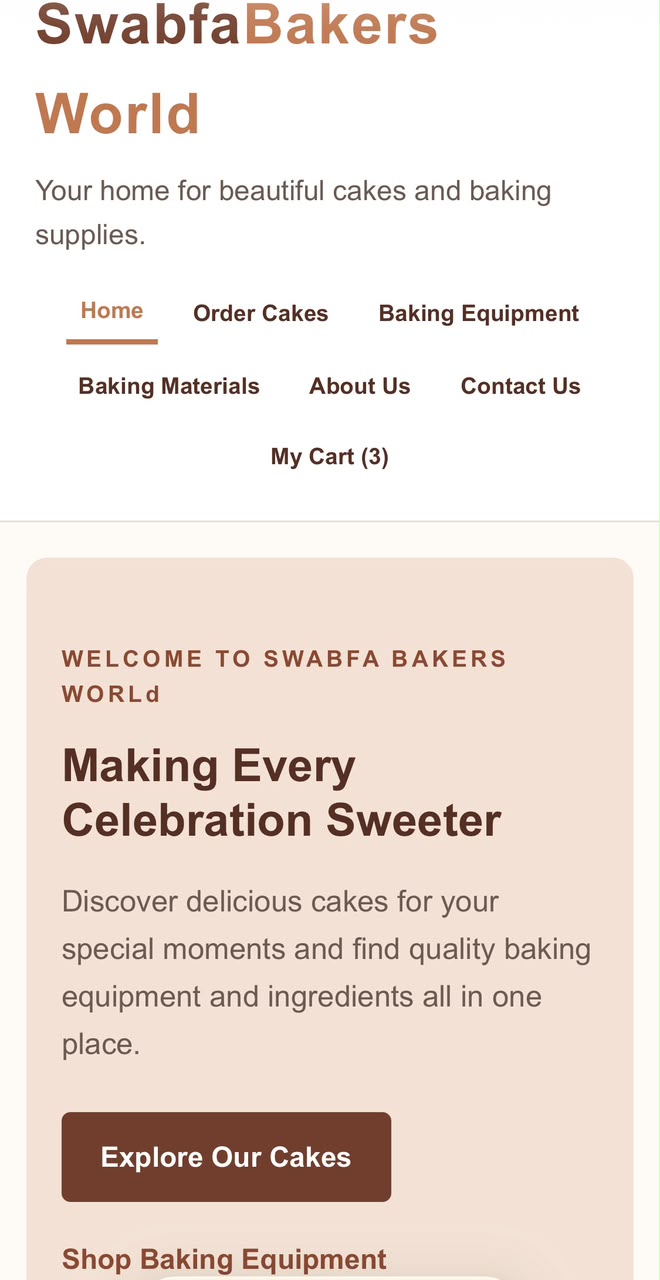 SwabfaBakers
World
Your home for beautiful cakes and baking
supplies.
Home Order Cakes Baking Equipment
Baking Materials About Us Contact Us
My Cart (3)
WELCOME TO SWABFA BAKERS
WORLd
Making Every
Celebration Sweeter
Discover delicious cakes for your
special moments and find quality baking
equipment and ingredients all in one
place.
Explore Our Cakes
Shop Baking Equipment